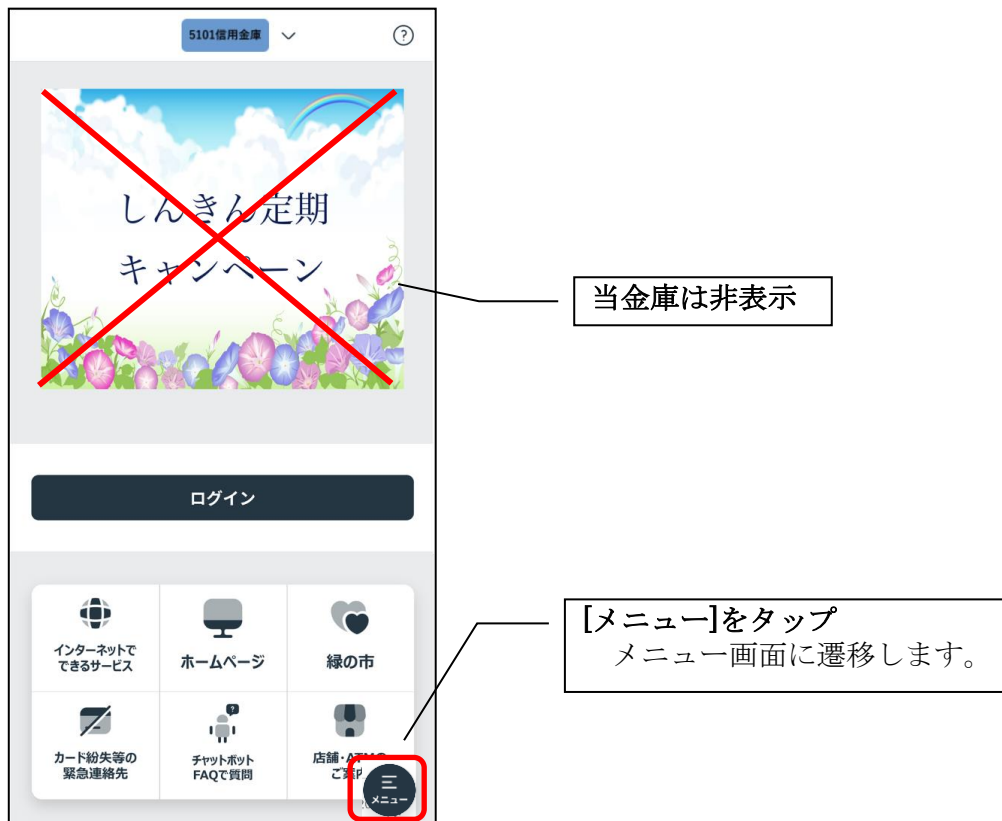 5101信用金庫
?
しんきん定期
キャンペーン
当金庫は非表示
ログイン
インターネットで
できるサービス
ホームページ
緑の市
[メニュー]をタップ
メニュー画面に遷移します。
カード紛失等の
緊急連絡先
?
チャットボット
FAQで質問
店舗・ATMの
ご案内
メニュー